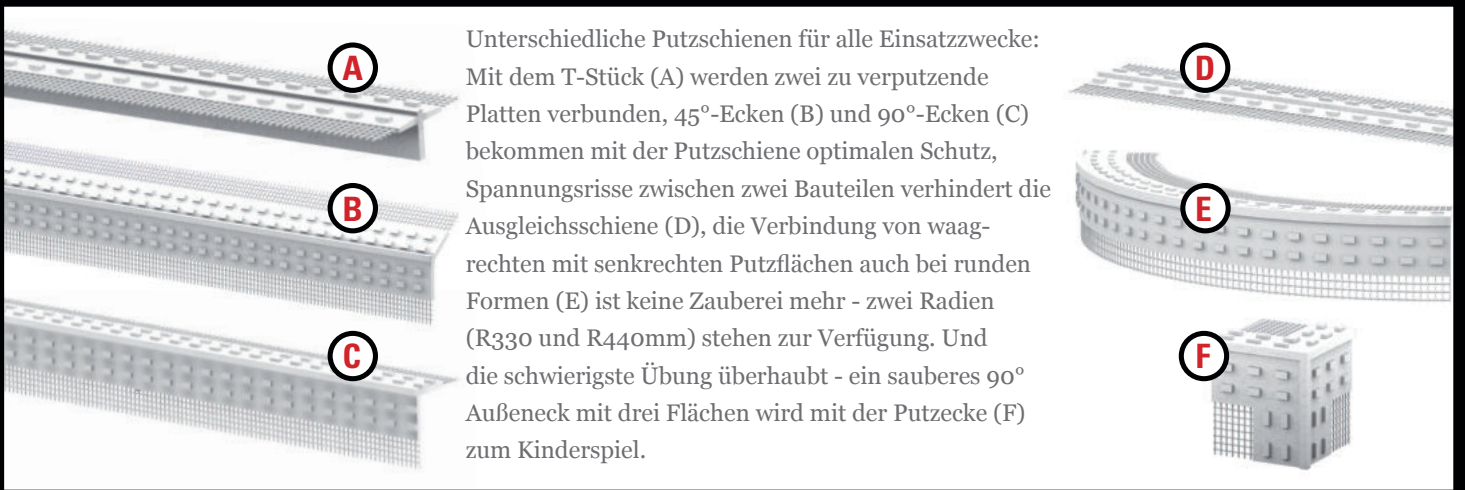 A
B
C
Unterschiedliche Putzschienen für alle Einsatzzwecke:
Mit dem T-Stück (A) werden zwei zu verputzende
Platten verbunden, 45°-Ecken (B) und 90°-Ecken (C)
bekommen mit der Putzschiene optimalen Schutz,
Spannungsrisse zwischen zwei Bauteilen verhindert die
Ausgleichsschiene (D), die Verbindung von waag-
rechten mit senkrechten Putzflächen auch bei runden
Formen (E) ist keine Zauberei mehr - zwei Radien
(R330 und R440mm) stehen zur Verfügung. Und
die schwierigste Übung überhaupt - ein sauberes 90°
Außeneck mit drei Flächen wird mit der Putzecke (F)
zum Kinderspiel.
D
E
F